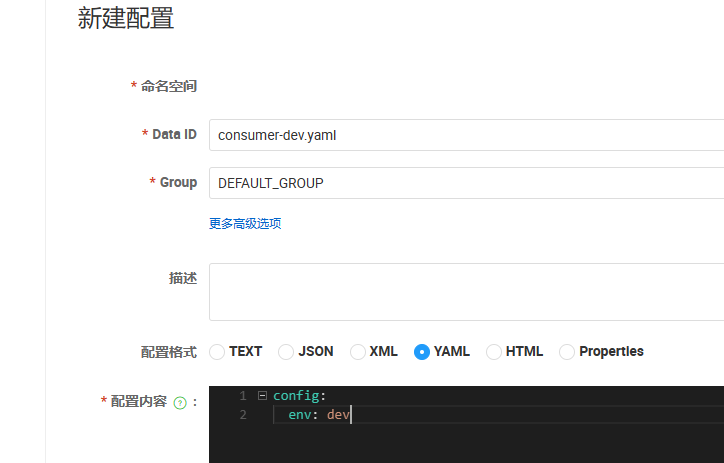 新建配置
* 命名空间
* Data ID consumer-dev.yaml
* Group DEFAULT_GROUP
更多高级选项
描述
配置格式 TEXT JSON XML YAML HTML Properties
* 配置内容 ? : 1 config:
2 env: dev